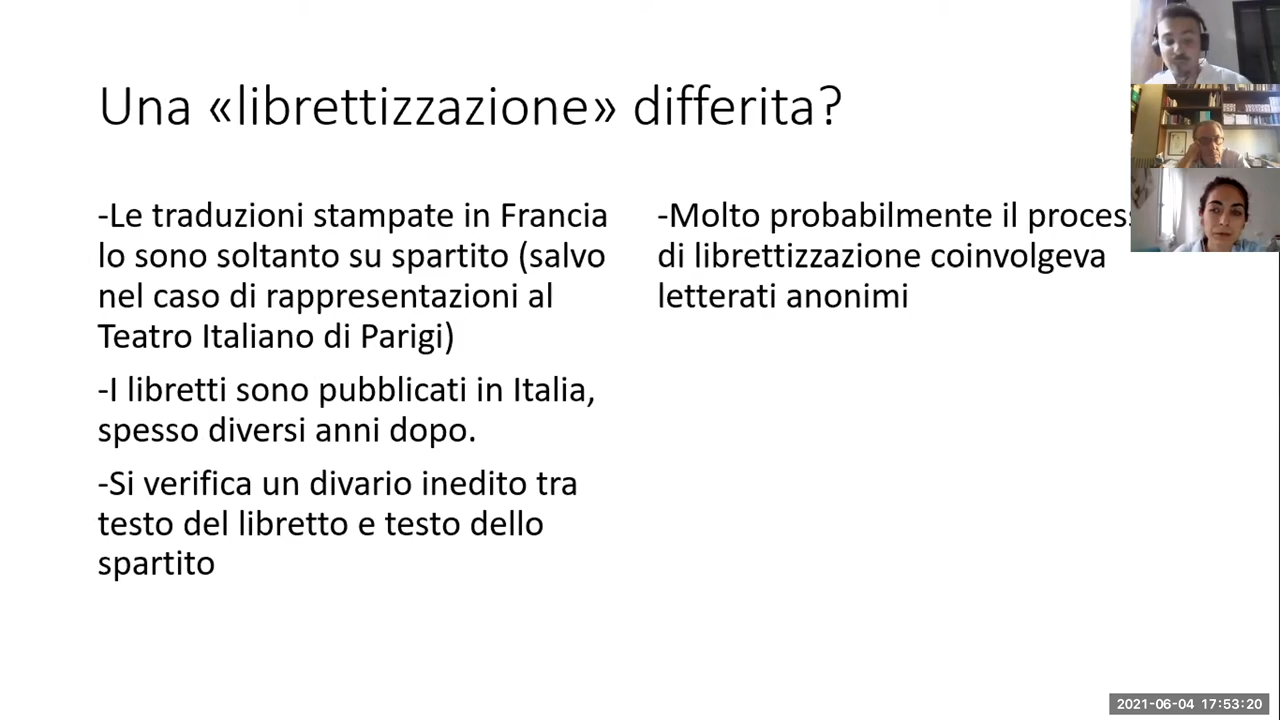 Una «librettizzazione» differita?
-Le traduzioni stampate in Francia
lo sono soltanto su spartito (salvo
nel caso di rappresentazioni al
Teatro Italiano di Parigi)
-I libretti sono pubblicati in Italia,
spesso diversi anni dopo.
-Si verifica un divario inedito tra
testo del libretto e testo dello
spartito
-Molto probabilmente il
di librettizzazione coinvolgeva
letterati anonimi
2021-06-04 17:53:20